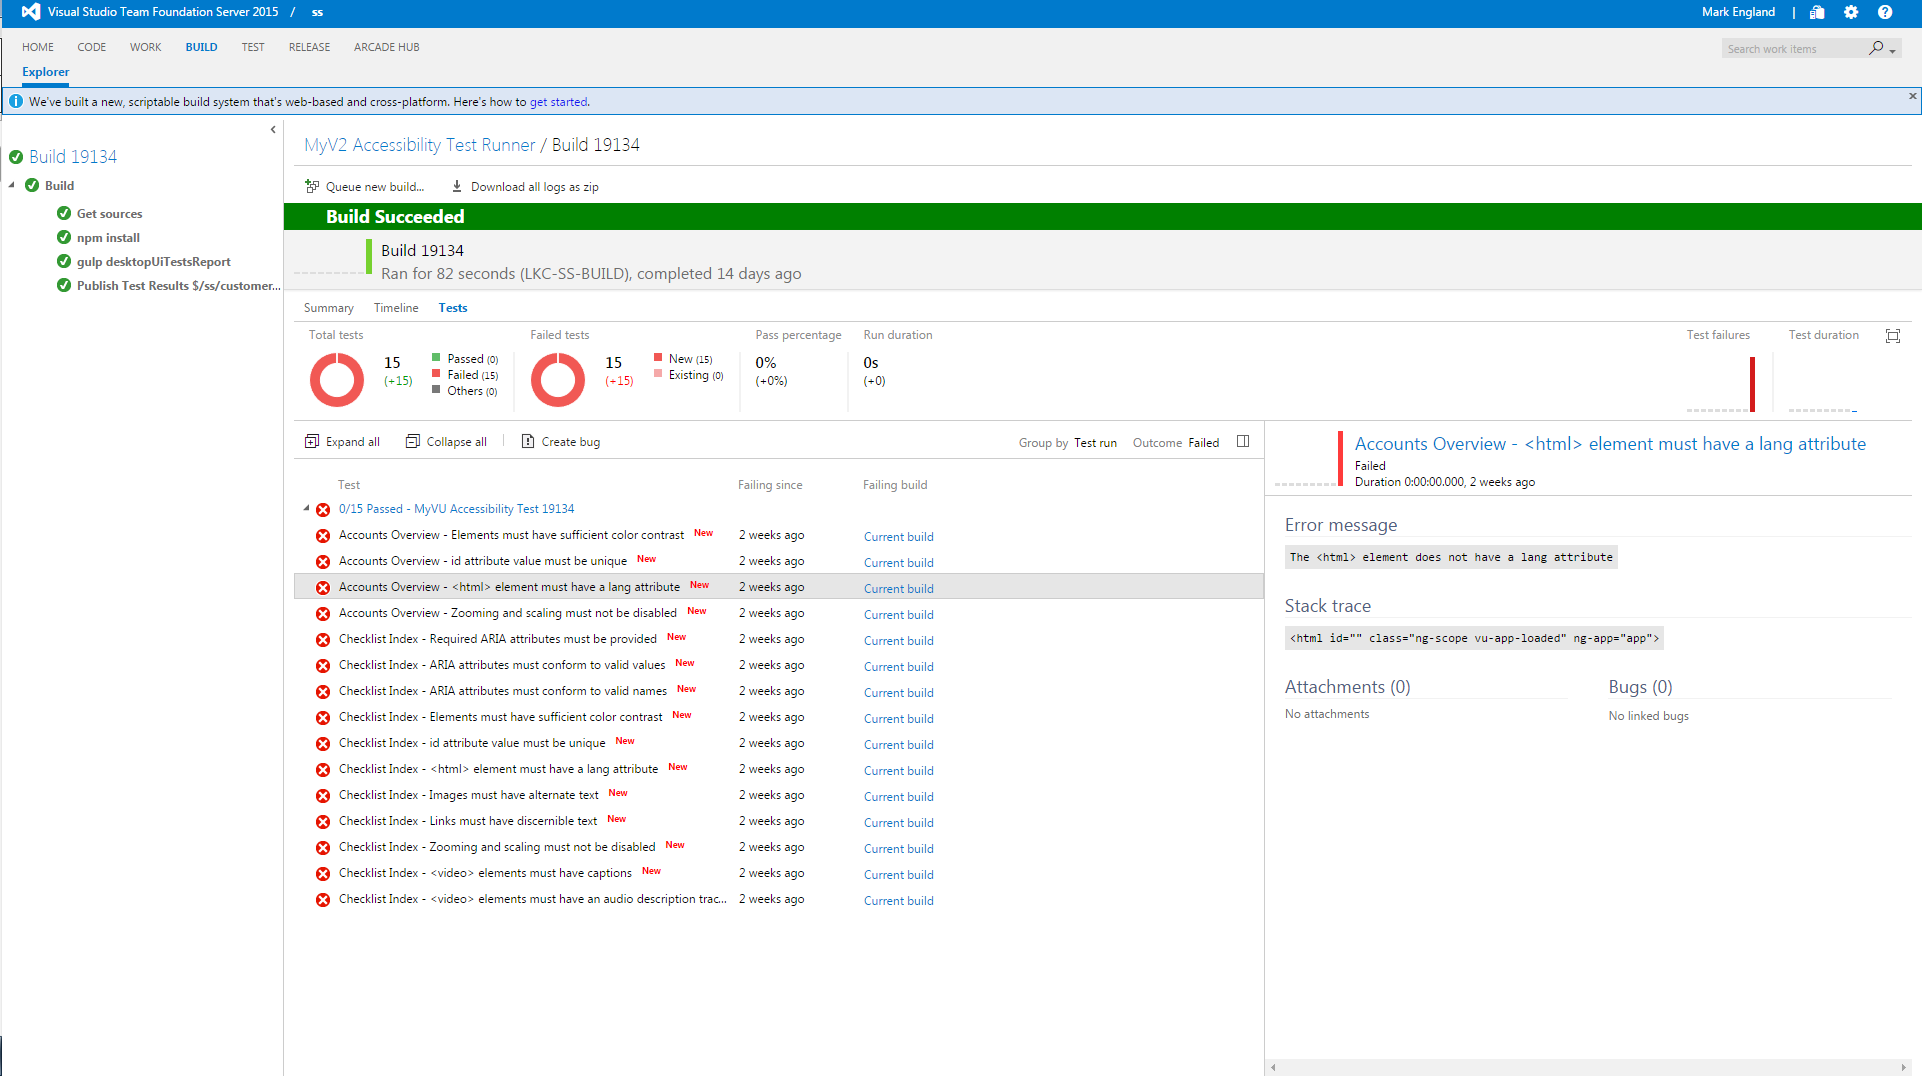 Visual Studio Team Foundation Server 2015 / ss
Mark England |
HOME CODE WORK BUILD TEST RELEASE ARCADE HUB
Search work items
Explorer
We've built a new, scriptable build system that's web-based and cross-platform. Here's how to get started.
Build 19134
Build
Get sources
npm install
gulp desktopUiTestsReport
Publish Test Results $/ss/customer...
MyV2 Accessibility Test Runner / Build 19134
Queue new build... Download all logs as zip
Build Succeeded
Build 19134
Ran for 82 seconds (LKC-SS-BUILD), completed 14 days ago
Summary Timeline Tests
Total tests
15
(+15)
Passed (0)
Failed (15)
Others (0)
Failed tests
15
(+15)
New (15)
Existing (0)
Pass percentage
0%
(+0%)
Run duration
0s
(+0)
Test failures
Test duration
Expand all Collapse all Create bug
Group by Test run Outcome Failed
Test Failing since Failing build
0/15 Passed - MyVU Accessibility Test 19134
Accounts Overview - Elements must have sufficient color contrast New 2 weeks ago Current build
Accounts Overview - id attribute value must be unique New 2 weeks ago Current build
Accounts Overview - <html> element must have a lang attribute New 2 weeks ago Current build
Accounts Overview - Zooming and scaling must not be disabled New 2 weeks ago Current build
Checklist Index - Required ARIA attributes must be provided New 2 weeks ago Current build
Checklist Index - ARIA attributes must conform to valid values New 2 weeks ago Current build
Checklist Index - ARIA attributes must conform to valid names New 2 weeks ago Current build
Checklist Index - Elements must have sufficient color contrast New 2 weeks ago Current build
Checklist Index - id attribute value must be unique New 2 weeks ago Current build
Checklist Index - <html> element must have a lang attribute New 2 weeks ago Current build
Checklist Index - Images must have alternate text New 2 weeks ago Current build
Checklist Index - Links must have discernible text New 2 weeks ago Current build
Checklist Index - Zooming and scaling must not be disabled New 2 weeks ago Current build
Checklist Index - <video> elements must have captions New 2 weeks ago Current build
Checklist Index - <video> elements must have an audio description trac... 2 weeks ago Current build
Accounts Overview - <html> element must have a lang attribute
Failed
Duration 0:00:00.000, 2 weeks ago
Error message
The <html> element does not have a lang attribute
Stack trace
<html id="" class="ng-scope vu-app-loaded" ng-app="app">
Attachments (0)
No attachments
Bugs (0)
No linked bugs